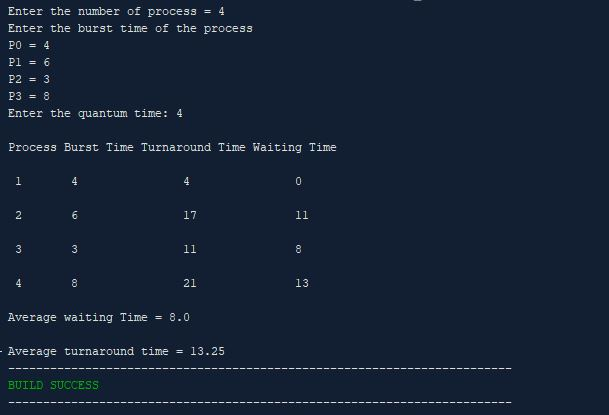 Enter the number of process = 4
Enter the burst time of the process
P0 = 4
P1 = 6
P2 = 3
P3 = 8
Enter the quantum time: 4
Process Burst Time Turnaround Time Waiting Time
1 4 4 0
2 6 17 11
3 3 11 8
4 8 21 13
Average waiting Time = 8.0
Average turnaround time = 13.25
------------------------------------------------------------------------
BUILD SUCCESS
------------------------------------------------------------------------